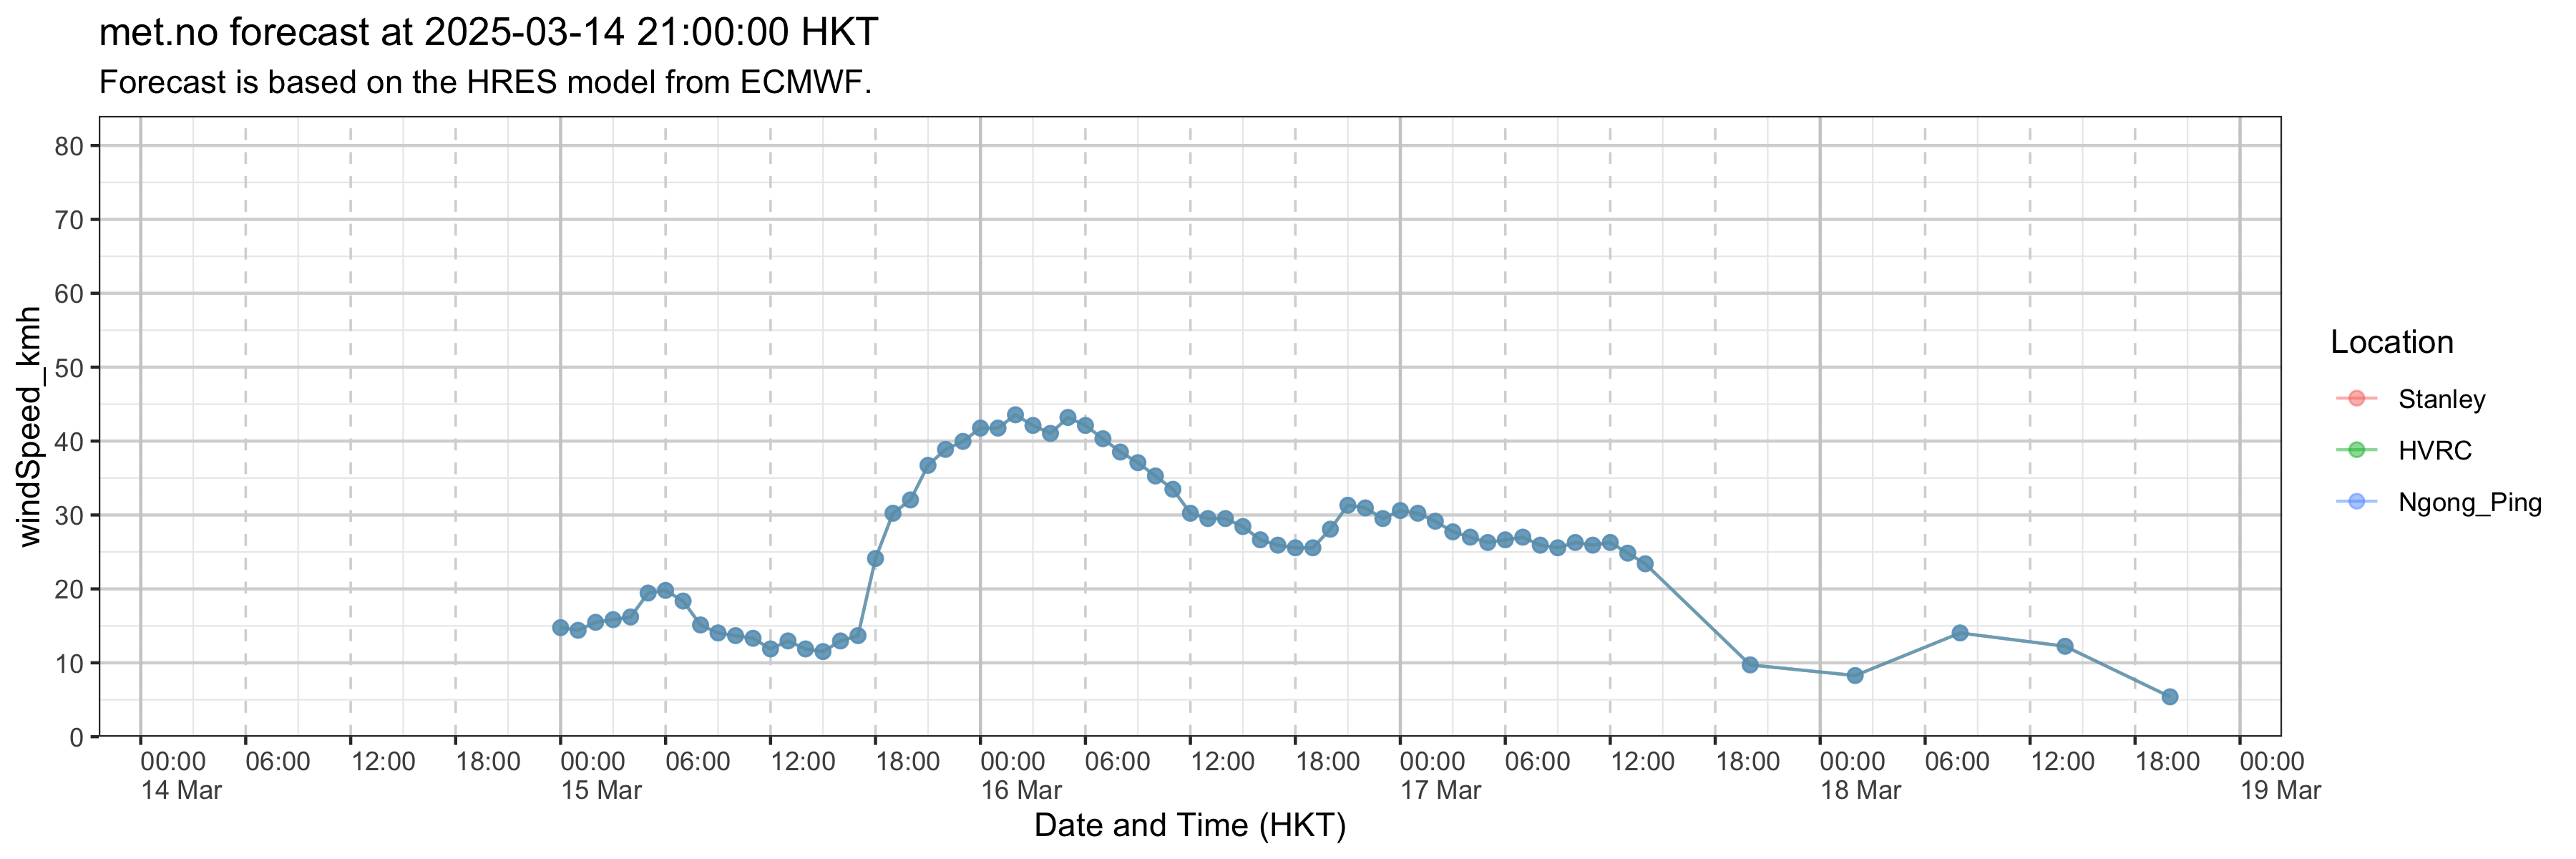 met.no forecast at 2025-03-14 21:00:00 HKT
Forecast is based on the HRES model from ECMWF.
windSpeed_kmh
80
70
60
50
40
30
20
10
0
00:00 06:00 12:00 18:00 00:00 06:00 12:00 18:00 00:00 06:00 12:00 18:00 00:00 06:00 12:00 18:00 00:00 06:00 12:00 18:00 00:00
14 Mar 15 Mar 16 Mar 17 Mar 18 Mar 19 Mar
Date and Time (HKT)
Location
Stanley
HVRC
Ngong_Ping